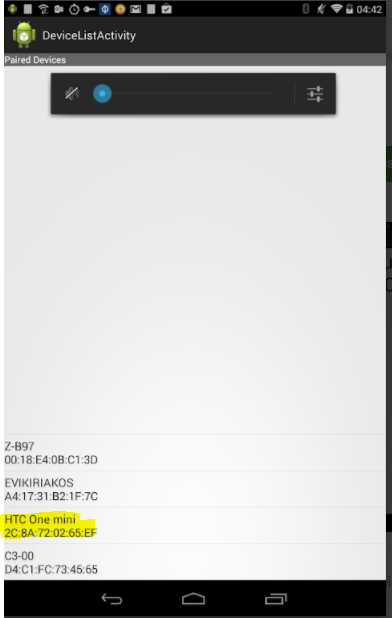 04:42
DeviceListActivity
Paired Devices
Z-B97
00:18:E4:0B:C1:3D
EVIKIRIAKOS
A4:17:31:B2:1F:7C
HTC One mini
2C:8A:72:02:65:EF
C3-00
D4:C1:FC:73:45:65